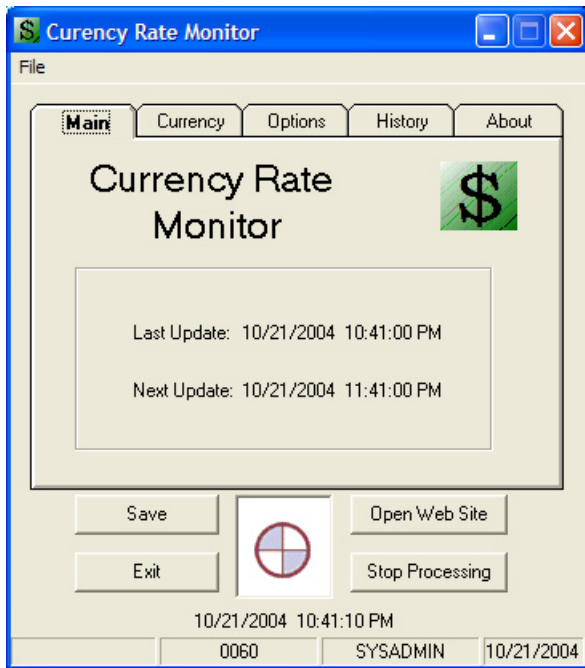 $ Curency Rate Monitor
File
Main Currency Options History About
Currency Rate
Monitor
$
Last Update: 10/21/2004 10:41:00 PM
Next Update: 10/21/2004 11:41:00 PM
Save Open Web Site
Exit Stop Processing
10/21/2004 10:41:10 PM
0060 SYSADMIN 10/21/2004